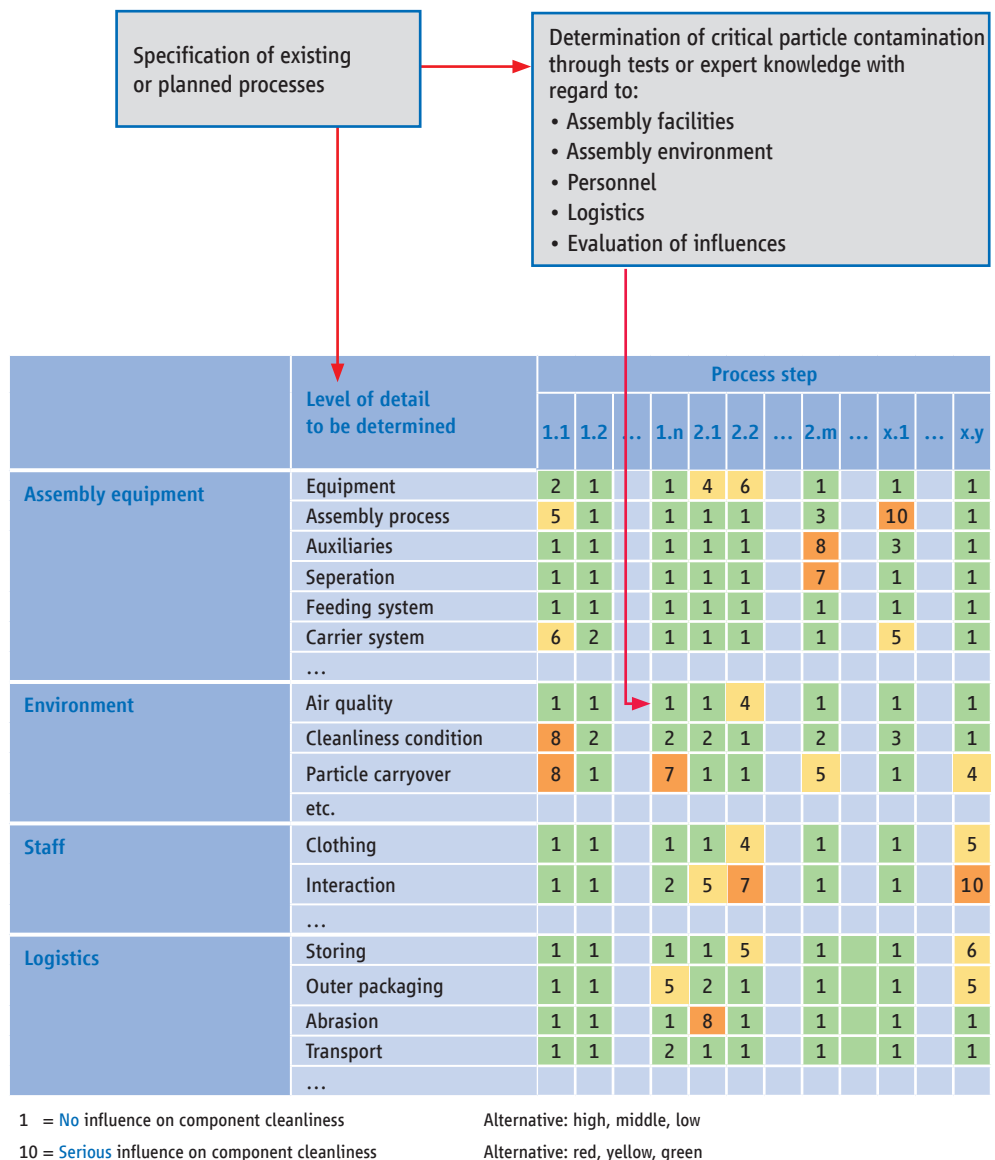 Specification of existing
or planned processes
Determination of critical particle contamination
through tests or expert knowledge with
regard to:
• Assembly facilities
• Assembly environment
• Personnel
• Logistics
• Evaluation of influences
Level of detail
to be determined
Process step
1.1 1.2 ... 1.n 2.1 2.2 ... 2.m ... x.1 ... x.y
Assembly equipment
Equipment 2 1 1 4 6 1 1 1
Assembly process 5 1 1 1 1 3 10 1
Auxiliaries 1 1 1 1 1 8 3 1
Seperation 1 1 1 1 1 7 1 1
Feeding system 1 1 1 1 1 1 1 1
Carrier system 6 2 1 1 1 1 5 1
...
Environment
Air quality 1 1 1 1 4 1 1 1
Cleanliness condition 8 2 2 2 1 2 3 1
Particle carryover 8 1 7 1 1 5 1 4
etc.
Staff
Clothing 1 1 1 1 4 1 1 5
Interaction 1 1 2 5 7 1 1 10
...
Logistics
Storing 1 1 1 1 5 1 1 6
Outer packaging 1 1 5 2 1 1 1 5
Abrasion 1 1 1 8 1 1 1 1
Transport 1 1 2 1 1 1 1 1
...
1 = No influence on component cleanliness
Alternative: high, middle, low
10 = Serious influence on component cleanliness
Alternative: red, yellow, green